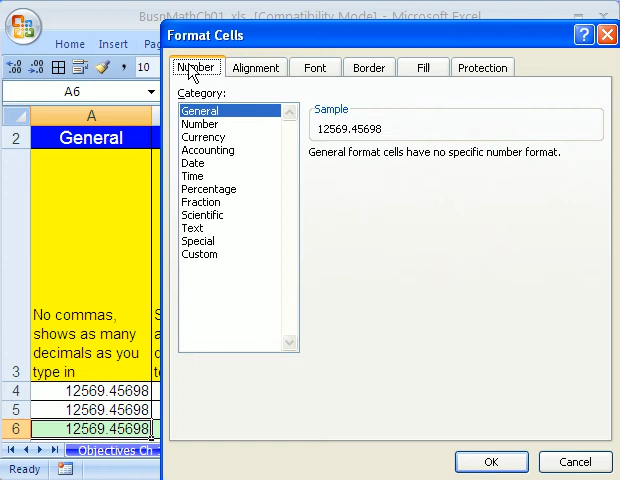 BusnMathCh01.xls [Compatibility Mode] - Microsoft Excel
Format Cells
Home Insert
Number Alignment Font Border Fill Protection
10
A6
Category:
A
General
Number
Currency
Accounting
Date
Time
Percentage
Fraction
Scientific
Text
Special
Custom
Sample
12569.45698
General format cells have no specific number format.
2 General
No commas,
shows as many
decimals as you
3 type in
4 12569.45698
5 12569.45698
6 12569.45698
Objectives Ch
Ready
OK Cancel